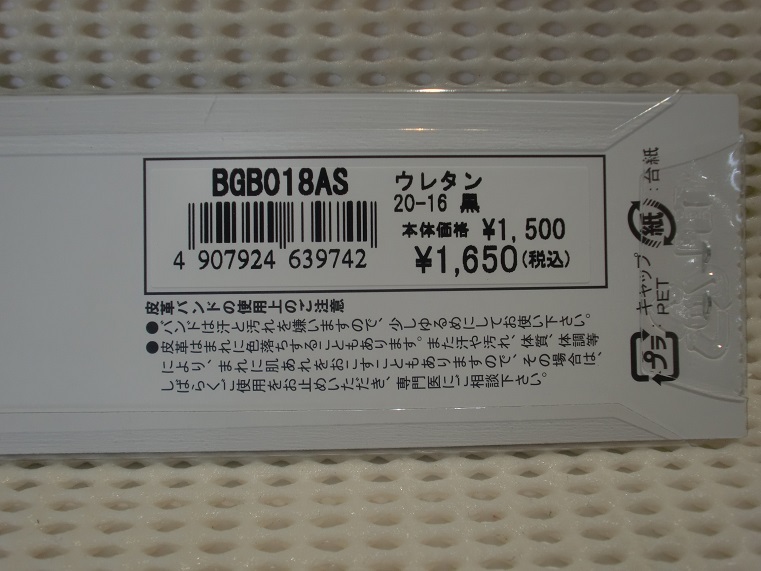 BGB018AS
ウレタン
20-16 黒
本体価格 ¥1,500
¥1,650(税込)
4 907924 639742
皮革バンドの使用上のご注意
●バンドは汗と汚れを嫌いますので、少しゆるめにしてお使い下さい。
●皮革はまれに色落ちすることもあります。また汗や汚れ、体質、体調等
により、まれに肌あれをおこすこともありますので、その場合は、
しばらくご使用をお止めいただき、専門医にご相談下さい。
紙
:台紙
プラ
:キャップ
PET